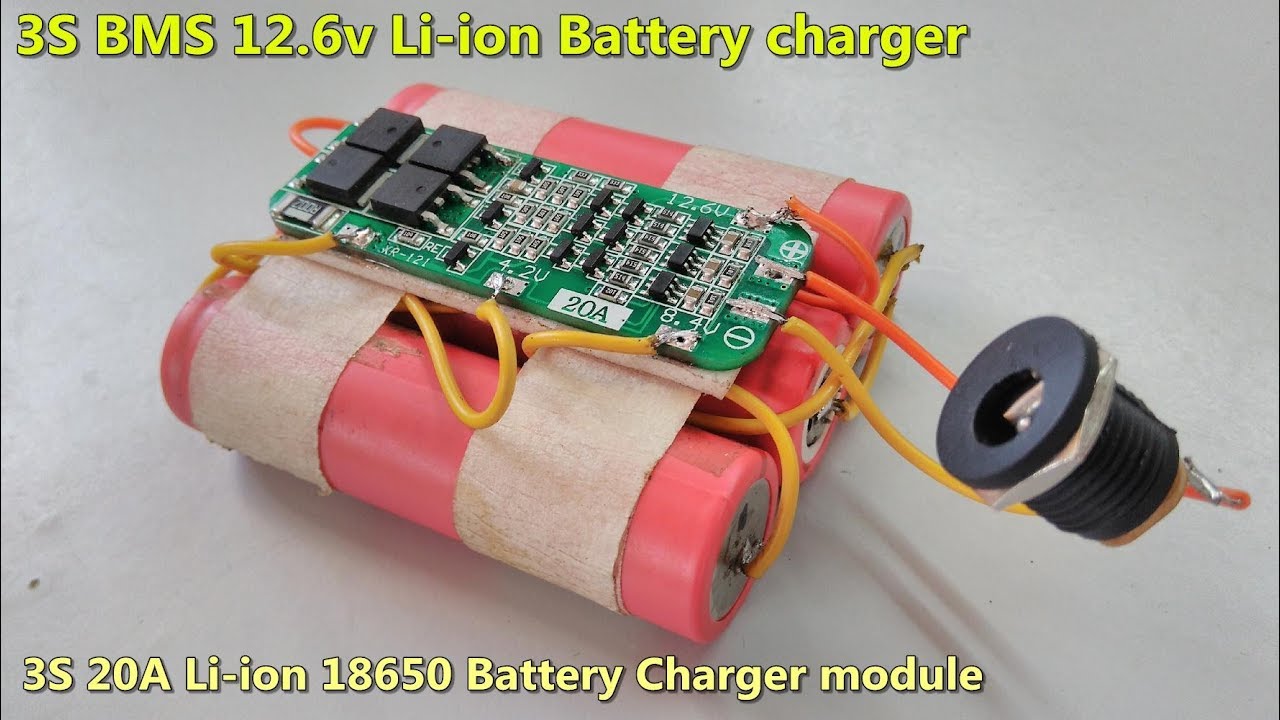 3S BMS 12.6v Li-ion Battery charger
12.6V
4.2V
20A
8.4V
3S 20A Li-ion 18650 Battery Charger module